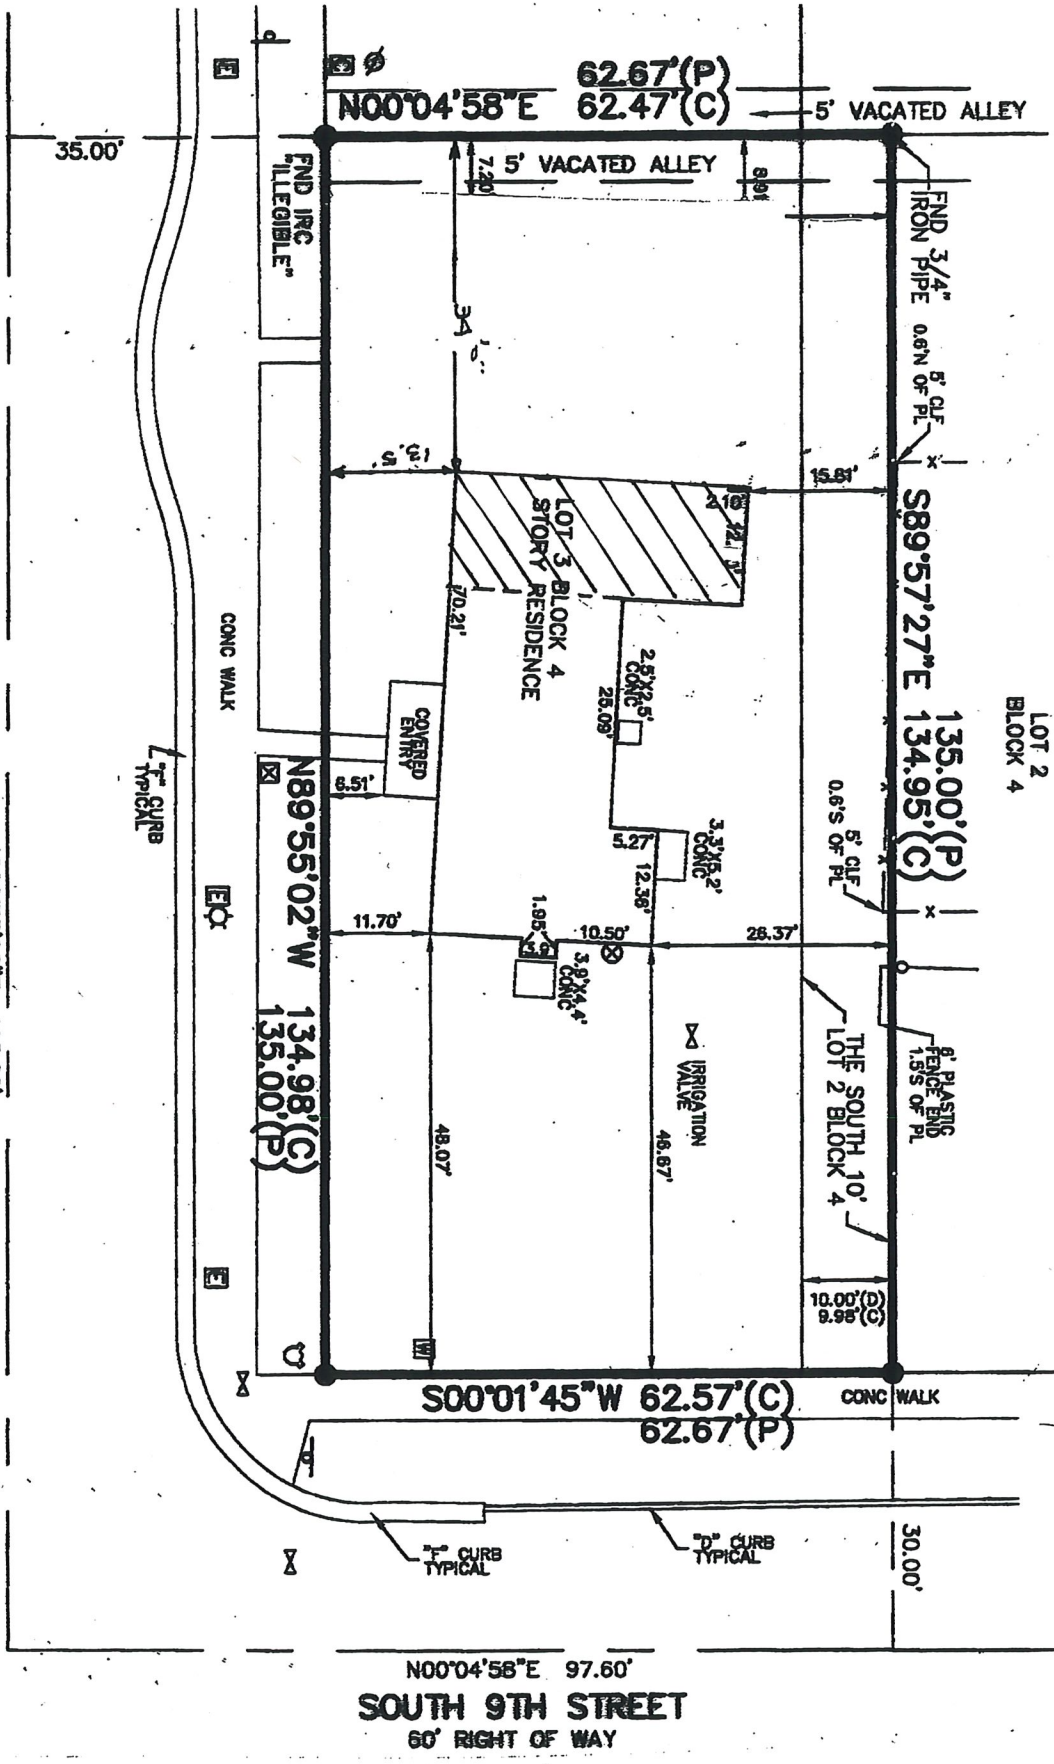 62.67'(P)
N00°04'58"E 62.47'(C)
5' VACATED ALLEY
35.00'
5' VACATED ALLEY
7.20'
8.91'
FND IRC
"ILLEGIBLE"
FND 3/4"
IRON PIPE
5' CLF
0.6'N OF PL
13.5'
15.81'
2.10'
LOT 3 BLOCK 4
STORY RESIDENCE
70.21'
S89°57'27"E 135.00'(P)
134.95'(C)
LOT 2
BLOCK 4
CONC WALK
2.5'X2.5'
CONC
25.09'
COVERED
ENTRY
6.51'
"F" CURB
TYPICAL
5.27'
3.3'X5.2'
CONC
12.36'
5' CLF
0.6'S OF PL
N89°55'02"W 134.98'(C)
135.00'(P)
E
E
E
C
W
11.70'
1.95'
3.9'
10.50'
26.37'
3.9'X4.4'
CONC
IRRIGATION
VALVE
6' PLASTIC
FENCE END
1.5'S OF PL
THE SOUTH 10'
LOT 2 BLOCK 4
48.07'
46.67'
10.00'(D)
9.98'(C)
S00°01'45"W 62.57'(C)
62.67'(P)
CONC WALK
"F" CURB
TYPICAL
"D" CURB
TYPICAL
30.00'
N00°04'58"E 97.60'
SOUTH 9TH STREET
60' RIGHT OF WAY